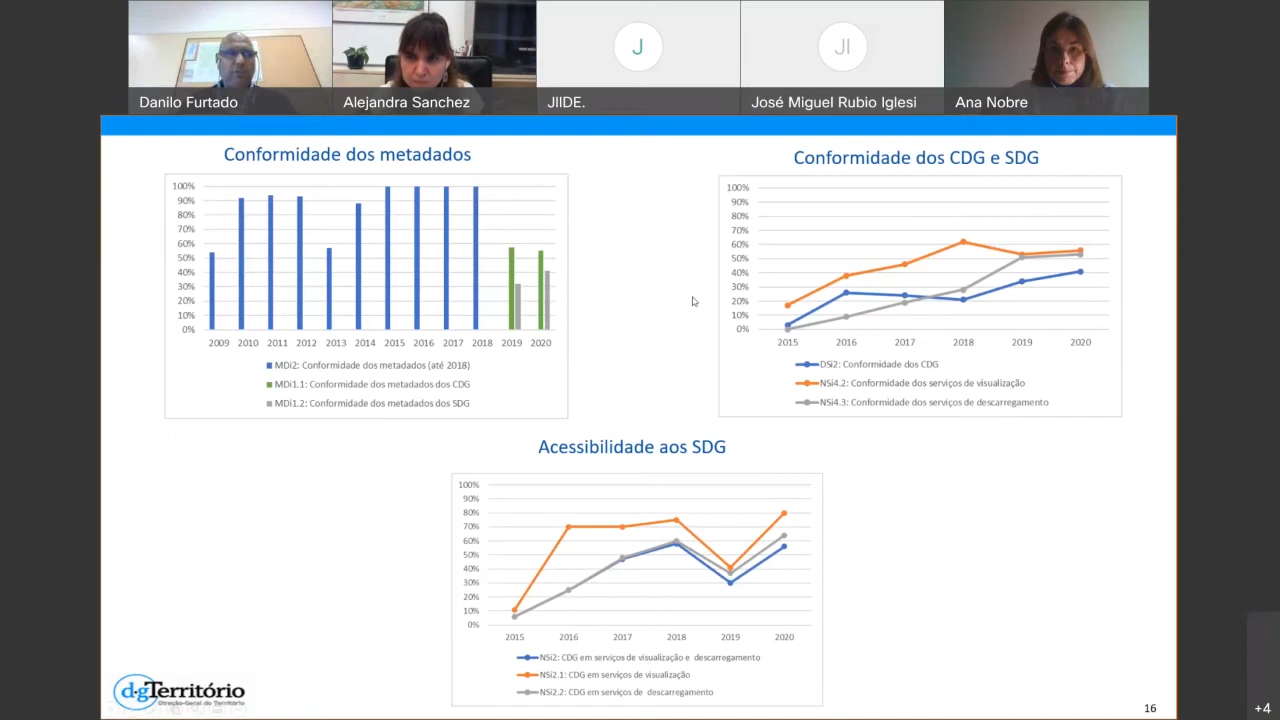 Danilo Furtado
Alejandra Sanchez
J
JIIDE.
JI
José Miguel Rubio Iglesi
Ana Nobre
Conformidade dos metadados
100%
90%
80%
70%
60%
50%
40%
30%
20%
10%
0%
2009 2010 2011 2012 2013 2014 2015 2016 2017 2018 2019 2020
MDi2: Conformidade dos metadados (até 2018)
MDi1.1: Conformidade dos metadados dos CDG
MDi1.2: Conformidade dos metadados dos SDG
Conformidade dos CDG e SDG
100%
90%
80%
70%
60%
50%
40%
30%
20%
10%
0%
2015 2016 2017 2018 2019 2020
DSi2: Conformidade dos CDG
NSi4.2: Conformidade dos serviços de visualização
NSi4.3: Conformidade dos serviços de descarregamento
Acessibilidade aos SDG
100%
90%
80%
70%
60%
50%
40%
30%
20%
10%
0%
2015 2016 2017 2018 2019 2020
NSi2: CDG em serviços de visualização e descarregamento
NSi2.1: CDG em serviços de visualização
NSi2.2: CDG em serviços de descarregamento
d·gTerritório
Direção-Geral do Território
16
+4